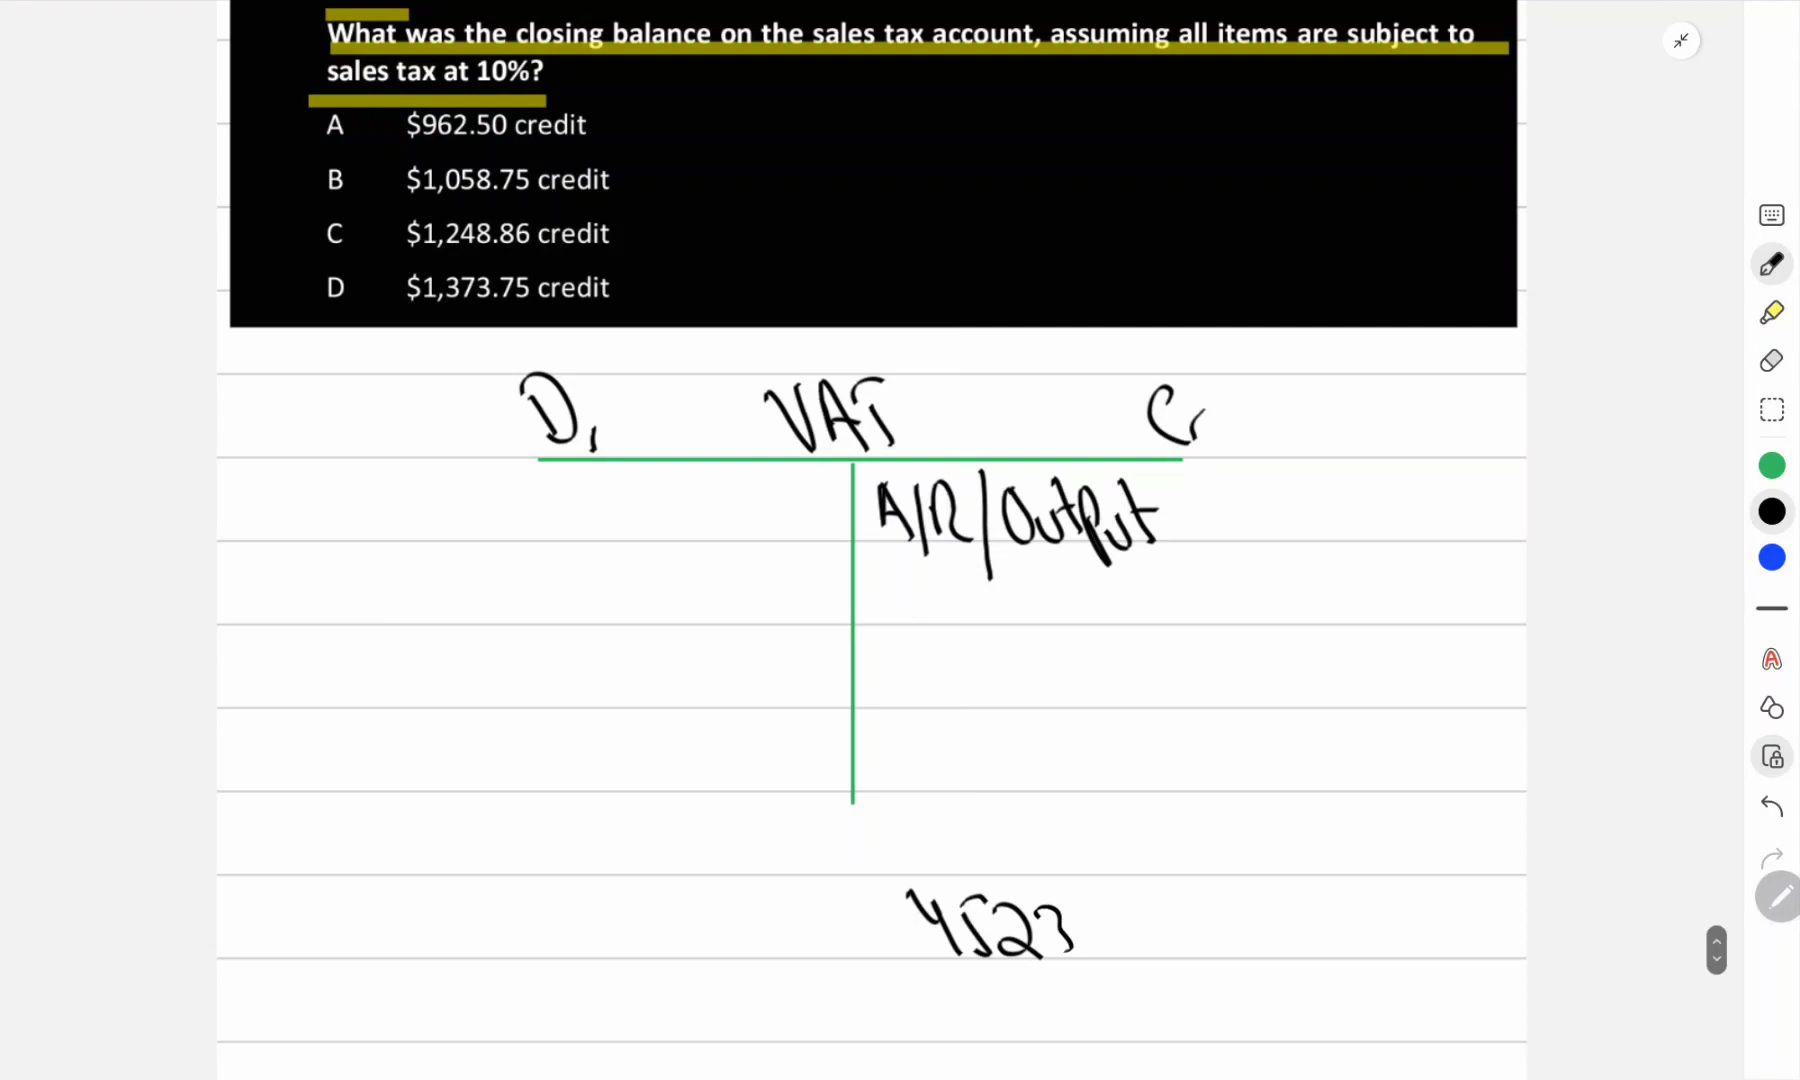 What was the closing balance on the sales tax account, assuming all items are subject to
sales tax at 10%?
A $962.50 credit
B $1,058.75 credit
C $1,248.86 credit
D $1,373.75 credit
Dr VAT Cr
A/R/Output
4523